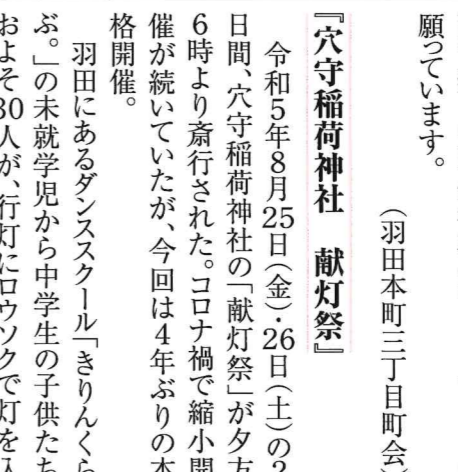 願っています。
(羽田本町三丁目町会)
『穴守稲荷神社　献灯祭』
令和5年8月25日(金)・26日(土)の2
日間、穴守稲荷神社の「献灯祭」が夕方
6時より斎行された。コロナ禍で縮小開
催が続いていたが、今回は4年ぶりの本
格開催。
羽田にあるダンススクール「きりんくら
ぶ。」の未就学児から中学生の子供たち
およそ30人が、行灯にロウソクで灯を入